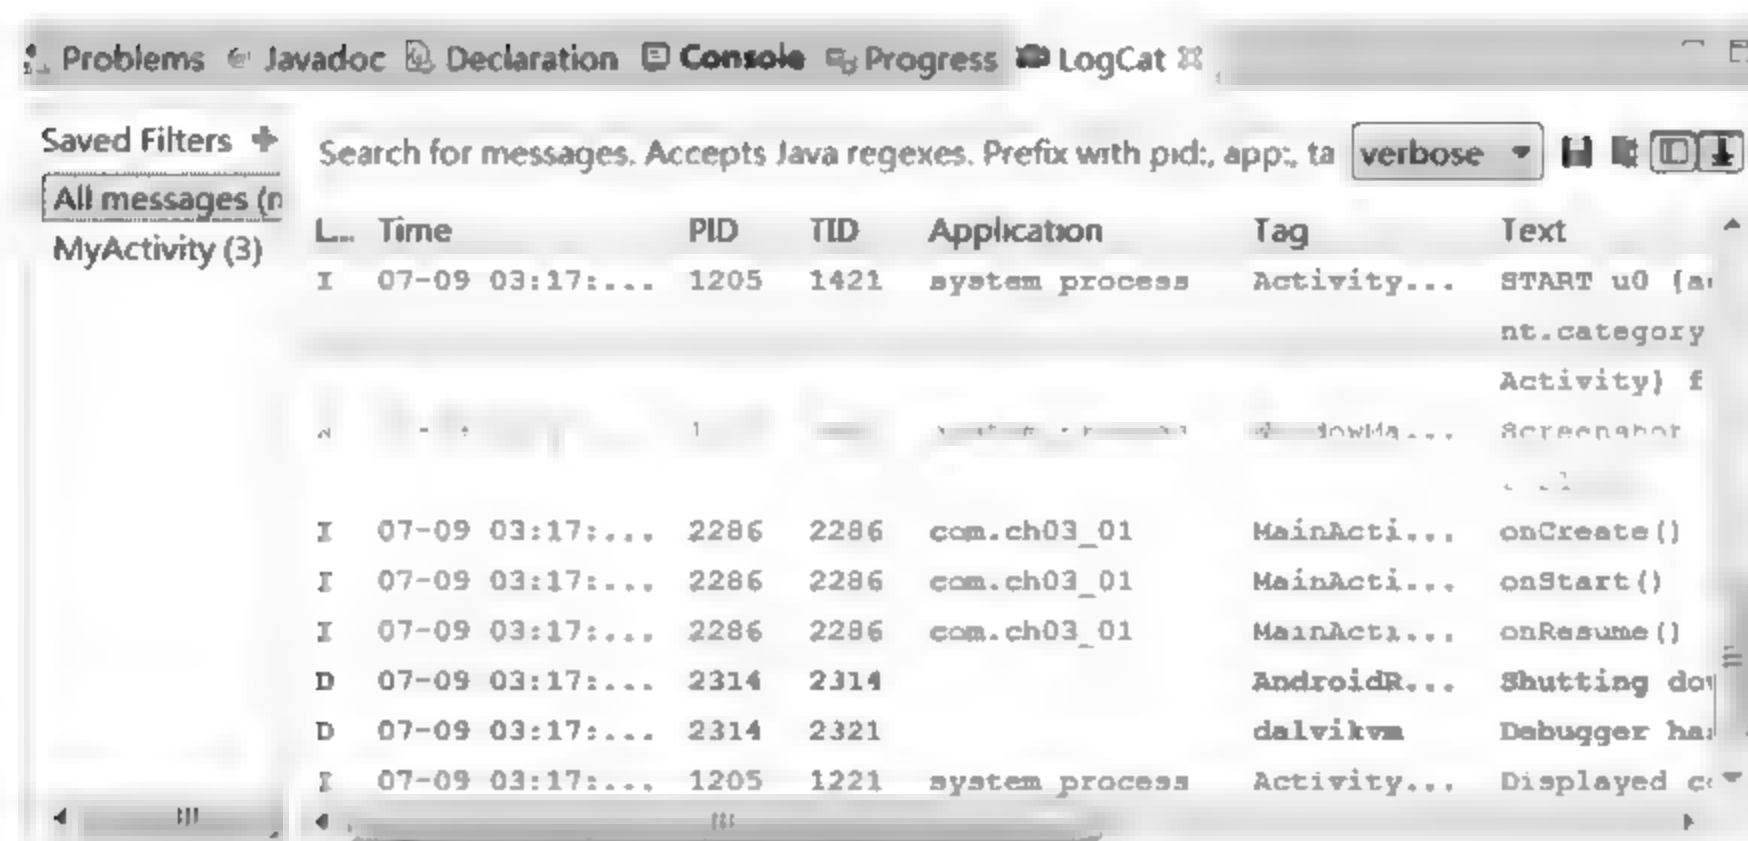 Problems Javadoc Declaration Console Progress LogCat
Saved Filters
All messages (n
MyActivity (3)
Search for messages. Accepts Java regexes. Prefix with pid:, app:, ta verbose
L... Time PID TID Application Tag Text
I 07-09 03:17:... 1205 1421 system process Activity... START u0 {a
nt.category
Activity} f
Screenshot
I 07-09 03:17:... 2286 2286 com.ch03_01 MainActi... onCreate()
I 07-09 03:17:... 2286 2286 com.ch03_01 MainActi... onStart()
I 07-09 03:17:... 2286 2286 com.ch03_01 MainActi... onResume()
D 07-09 03:17:... 2314 2314 AndroidR... Shutting do
D 07-09 03:17:... 2314 2321 dalvikvm Debugger ha
I 07-09 03:17:... 1205 1221 system process Activity... Displayed c